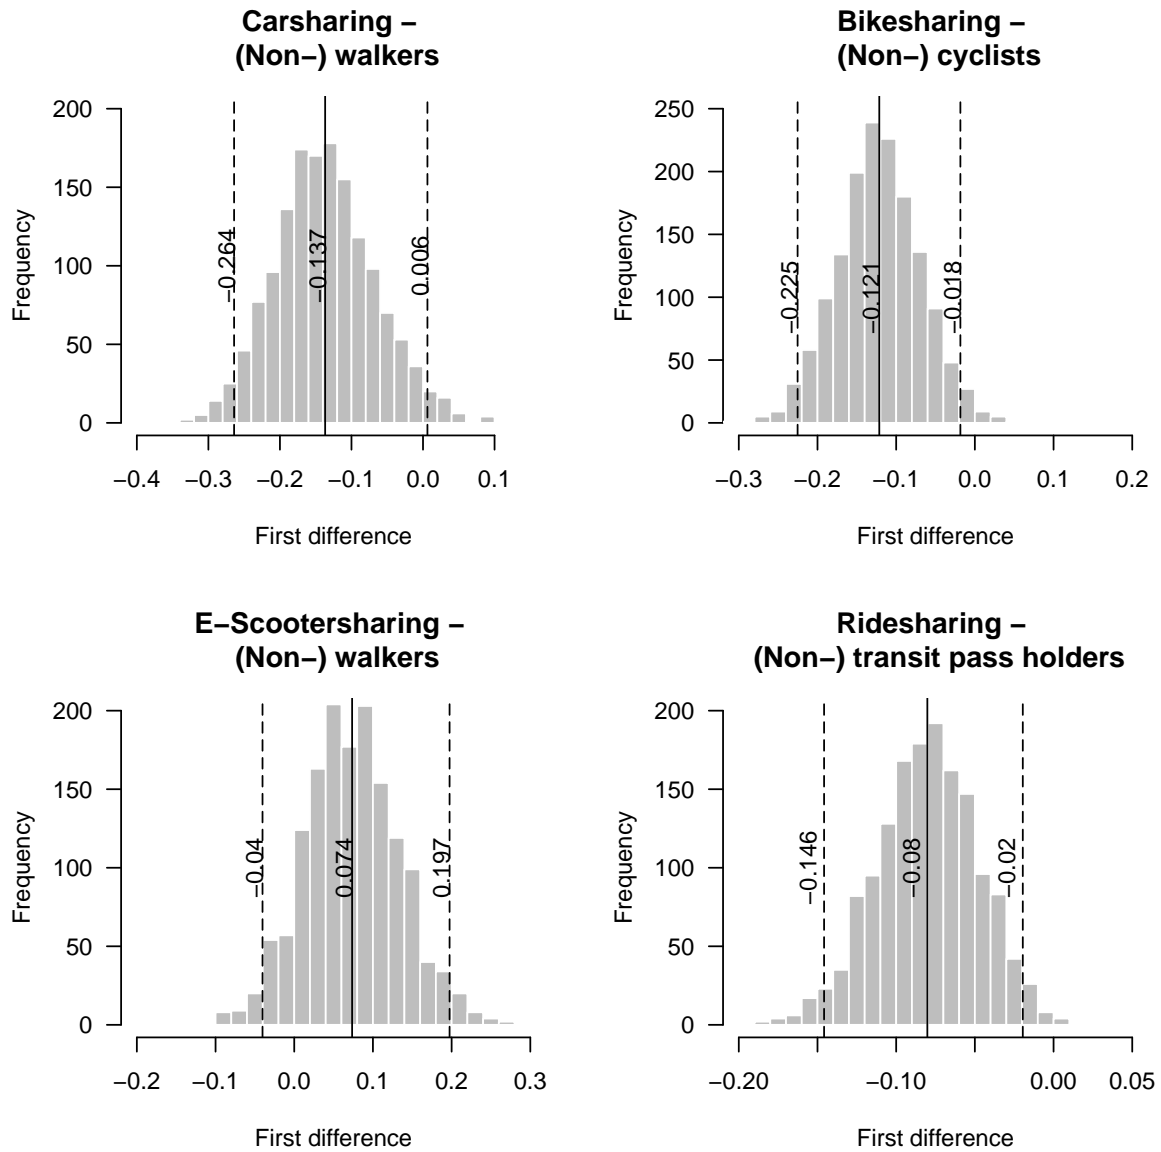 Carsharing –
(Non–) walkers
Frequency
200
150
100
50
0
–0.264
–0.137
0.006
–0.4 –0.3 –0.2 –0.1 0.0 0.1
First difference
Bikesharing –
(Non–) cyclists
Frequency
250
200
150
100
50
0
–0.225
–0.121
–0.018
–0.3 –0.2 –0.1 0.0 0.1 0.2
First difference
E–Scootersharing –
(Non–) walkers
Frequency
200
150
100
50
0
–0.04
0.074
0.197
–0.2 –0.1 0.0 0.1 0.2 0.3
First difference
Ridesharing –
(Non–) transit pass holders
Frequency
200
150
100
50
0
–0.146
–0.08
–0.02
–0.20 –0.10 0.00 0.05
First difference